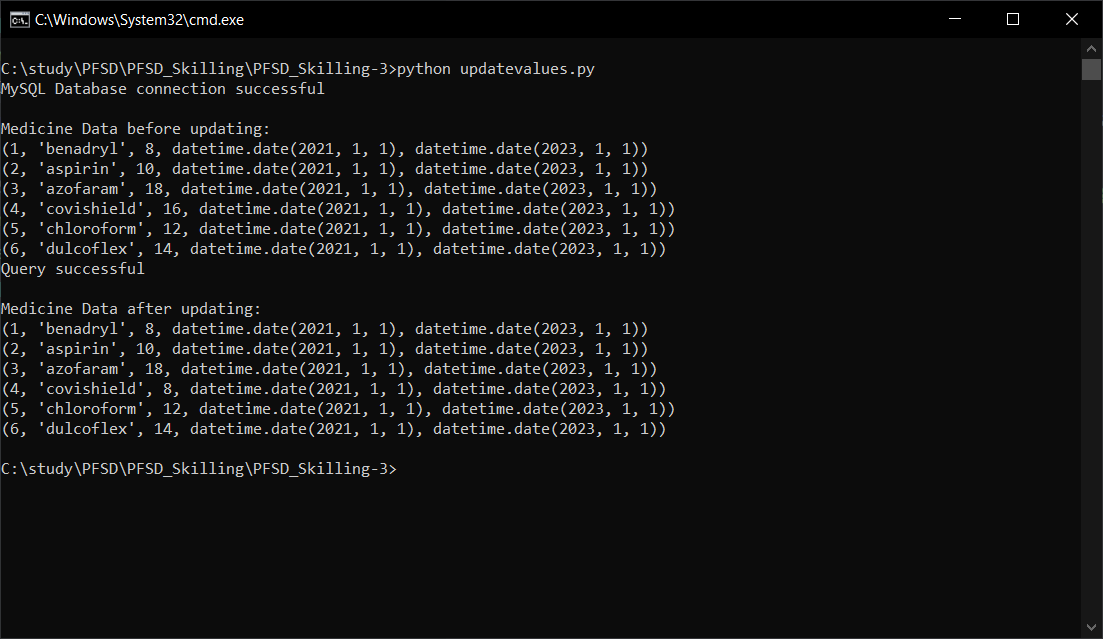 C:\Windows\System32\cmd.exe
C:\study\PFSD\PFSD_Skilling\PFSD_Skilling-3>python updatevalues.py
MySQL Database connection successful
Medicine Data before updating:
(1, 'benadryl', 8, datetime.date(2021, 1, 1), datetime.date(2023, 1, 1))
(2, 'aspirin', 10, datetime.date(2021, 1, 1), datetime.date(2023, 1, 1))
(3, 'azofaram', 18, datetime.date(2021, 1, 1), datetime.date(2023, 1, 1))
(4, 'covishield', 16, datetime.date(2021, 1, 1), datetime.date(2023, 1, 1))
(5, 'chloroform', 12, datetime.date(2021, 1, 1), datetime.date(2023, 1, 1))
(6, 'dulcoflex', 14, datetime.date(2021, 1, 1), datetime.date(2023, 1, 1))
Query successful
Medicine Data after updating:
(1, 'benadryl', 8, datetime.date(2021, 1, 1), datetime.date(2023, 1, 1))
(2, 'aspirin', 10, datetime.date(2021, 1, 1), datetime.date(2023, 1, 1))
(3, 'azofaram', 18, datetime.date(2021, 1, 1), datetime.date(2023, 1, 1))
(4, 'covishield', 8, datetime.date(2021, 1, 1), datetime.date(2023, 1, 1))
(5, 'chloroform', 12, datetime.date(2021, 1, 1), datetime.date(2023, 1, 1))
(6, 'dulcoflex', 14, datetime.date(2021, 1, 1), datetime.date(2023, 1, 1))
C:\study\PFSD\PFSD_Skilling\PFSD_Skilling-3>